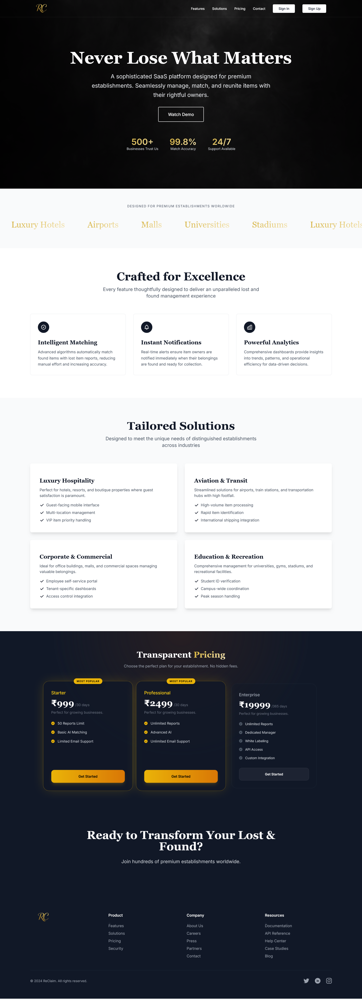 RC
Features
Solutions
Pricing
Contact
Sign In
Sign Up
Never Lose What Matters
A sophisticated SaaS platform designed for premium
establishments. Seamlessly manage, match, and reunite items with
their rightful owners.
Watch Demo
500+
Businesses Trust Us
99.8%
Match Accuracy
24/7
Support Available
DESIGNED FOR PREMIUM ESTABLISHMENTS WORLDWIDE
Luxury Hotels
Airports
Malls
Universities
Stadiums
Luxury Hotels
Crafted for Excellence
Every feature thoughtfully designed to deliver an unparalleled lost and
found management experience
Intelligent Matching
Advanced algorithms automatically match
found items with lost item reports, reducing
manual effort and increasing accuracy.
Instant Notifications
Real-time alerts ensure item owners are
notified immediately when their belongings
are found and ready for collection.
Powerful Analytics
Comprehensive dashboards provide insights
into trends, patterns, and operational
efficiency for data-driven decisions.
Tailored Solutions
Designed to meet the unique needs of distinguished establishments
across industries
Luxury Hospitality
Perfect for hotels, resorts, and boutique properties where guest
satisfaction is paramount.
Guest-facing mobile interface
Multi-location management
VIP item priority handling
Aviation & Transit
Streamlined solutions for airports, train stations, and transportation
hubs with high footfall.
High-volume item processing
Rapid item identification
International shipping integration
Corporate & Commercial
Ideal for office buildings, malls, and commercial spaces managing
valuable belongings.
Employee self-service portal
Tenant-specific dashboards
Access control integration
Education & Recreation
Comprehensive management for universities, gyms, stadiums, and
recreational facilities.
Student ID verification
Campus-wide coordination
Peak season handling
Transparent Pricing
Choose the perfect plan for your establishment. No hidden fees.
MOST POPULAR
Starter
₹999 /30 days
Perfect for growing businesses.
50 Reports Limit
Basic AI Matching
Limited Email Support
Get Started
MOST POPULAR
Professional
₹2499 /30 days
Perfect for growing businesses.
Unlimited Reports
Advanced AI
Unlimited Email Support
Get Started
Enterprise
₹19999 /365 days
Perfect for growing businesses.
Unlimited Reports
Dedicated Manager
White Labeling
API Access
Custom Integration
Get Started
Ready to Transform Your Lost &
Found?
Join hundreds of premium establishments worldwide.
RC
Product
Features
Solutions
Pricing
Security
Company
About Us
Careers
Press
Partners
Contact
Resources
Documentation
API Reference
Help Center
Case Studies
Blog
© 2024 ReClaim. All rights reserved.
in